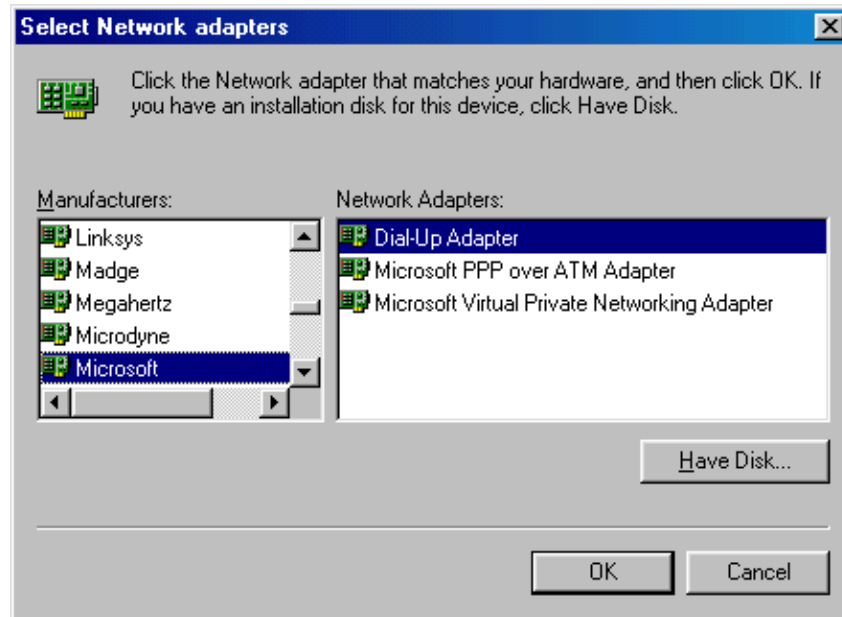 Select Network adapters
Click the Network adapter that matches your hardware, and then click OK. If
you have an installation disk for this device, click Have Disk.
Manufacturers:
Linksys
Madge
Megahertz
Microdyne
Microsoft
Network Adapters:
Dial-Up Adapter
Microsoft PPP over ATM Adapter
Microsoft Virtual Private Networking Adapter
Have Disk...
OK
Cancel